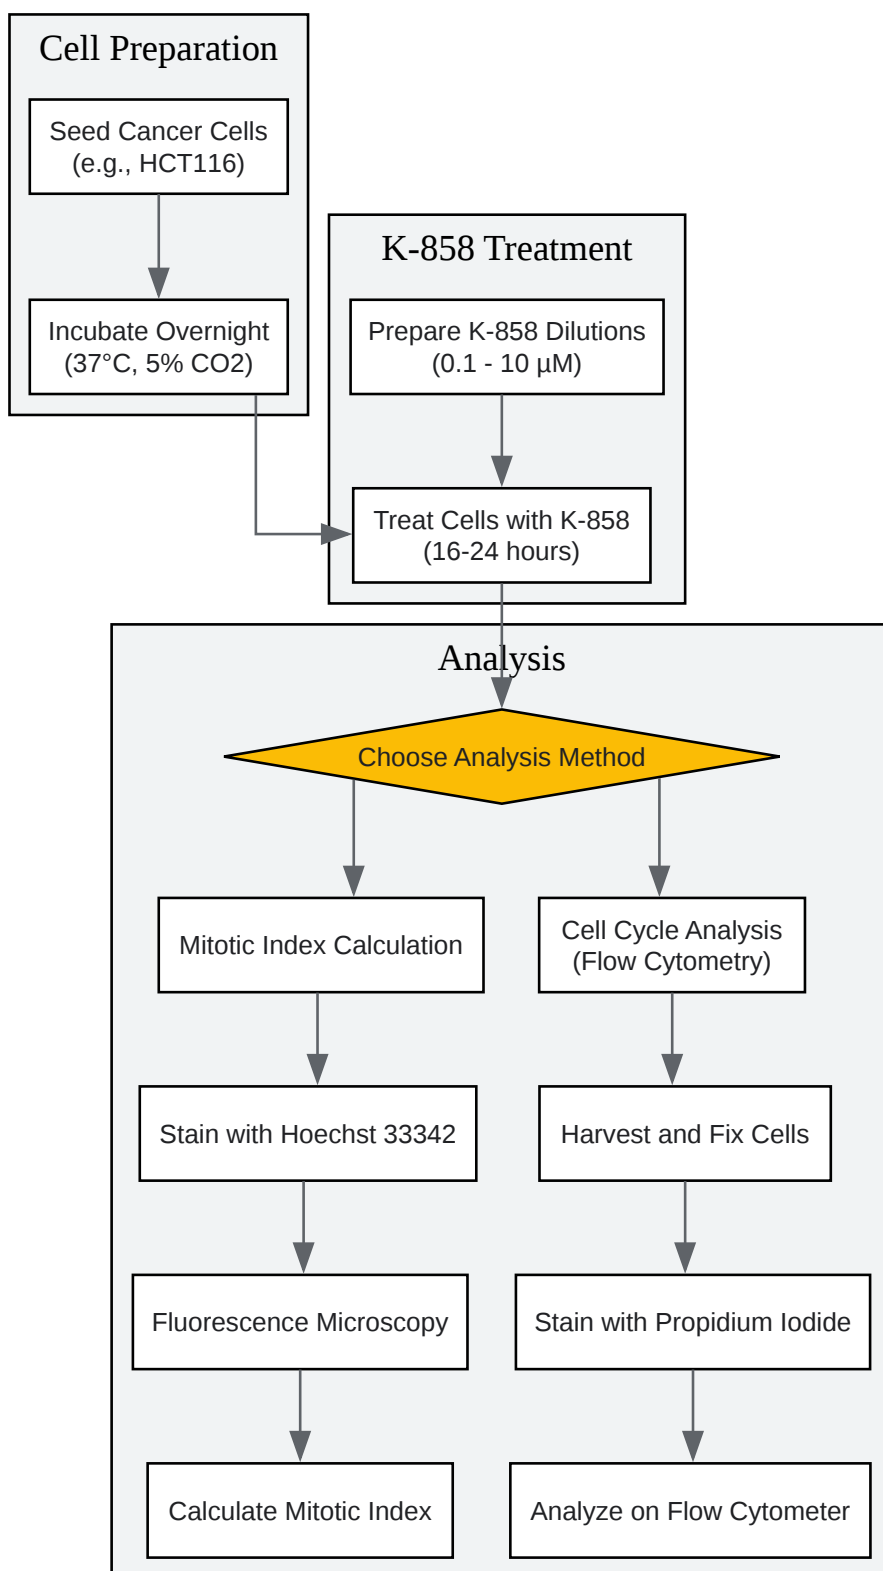 Cell Preparation
Seed Cancer Cells
(e.g., HCT116)
Incubate Overnight
(37°C, 5% CO2)
K-858 Treatment
Prepare K-858 Dilutions
(0.1 - 10 µM)
Treat Cells with K-858
(16-24 hours)
Analysis
Choose Analysis Method
Mitotic Index Calculation
Stain with Hoechst 33342
Fluorescence Microscopy
Calculate Mitotic Index
Cell Cycle Analysis
(Flow Cytometry)
Harvest and Fix Cells
Stain with Propidium Iodide
Analyze on Flow Cytometer